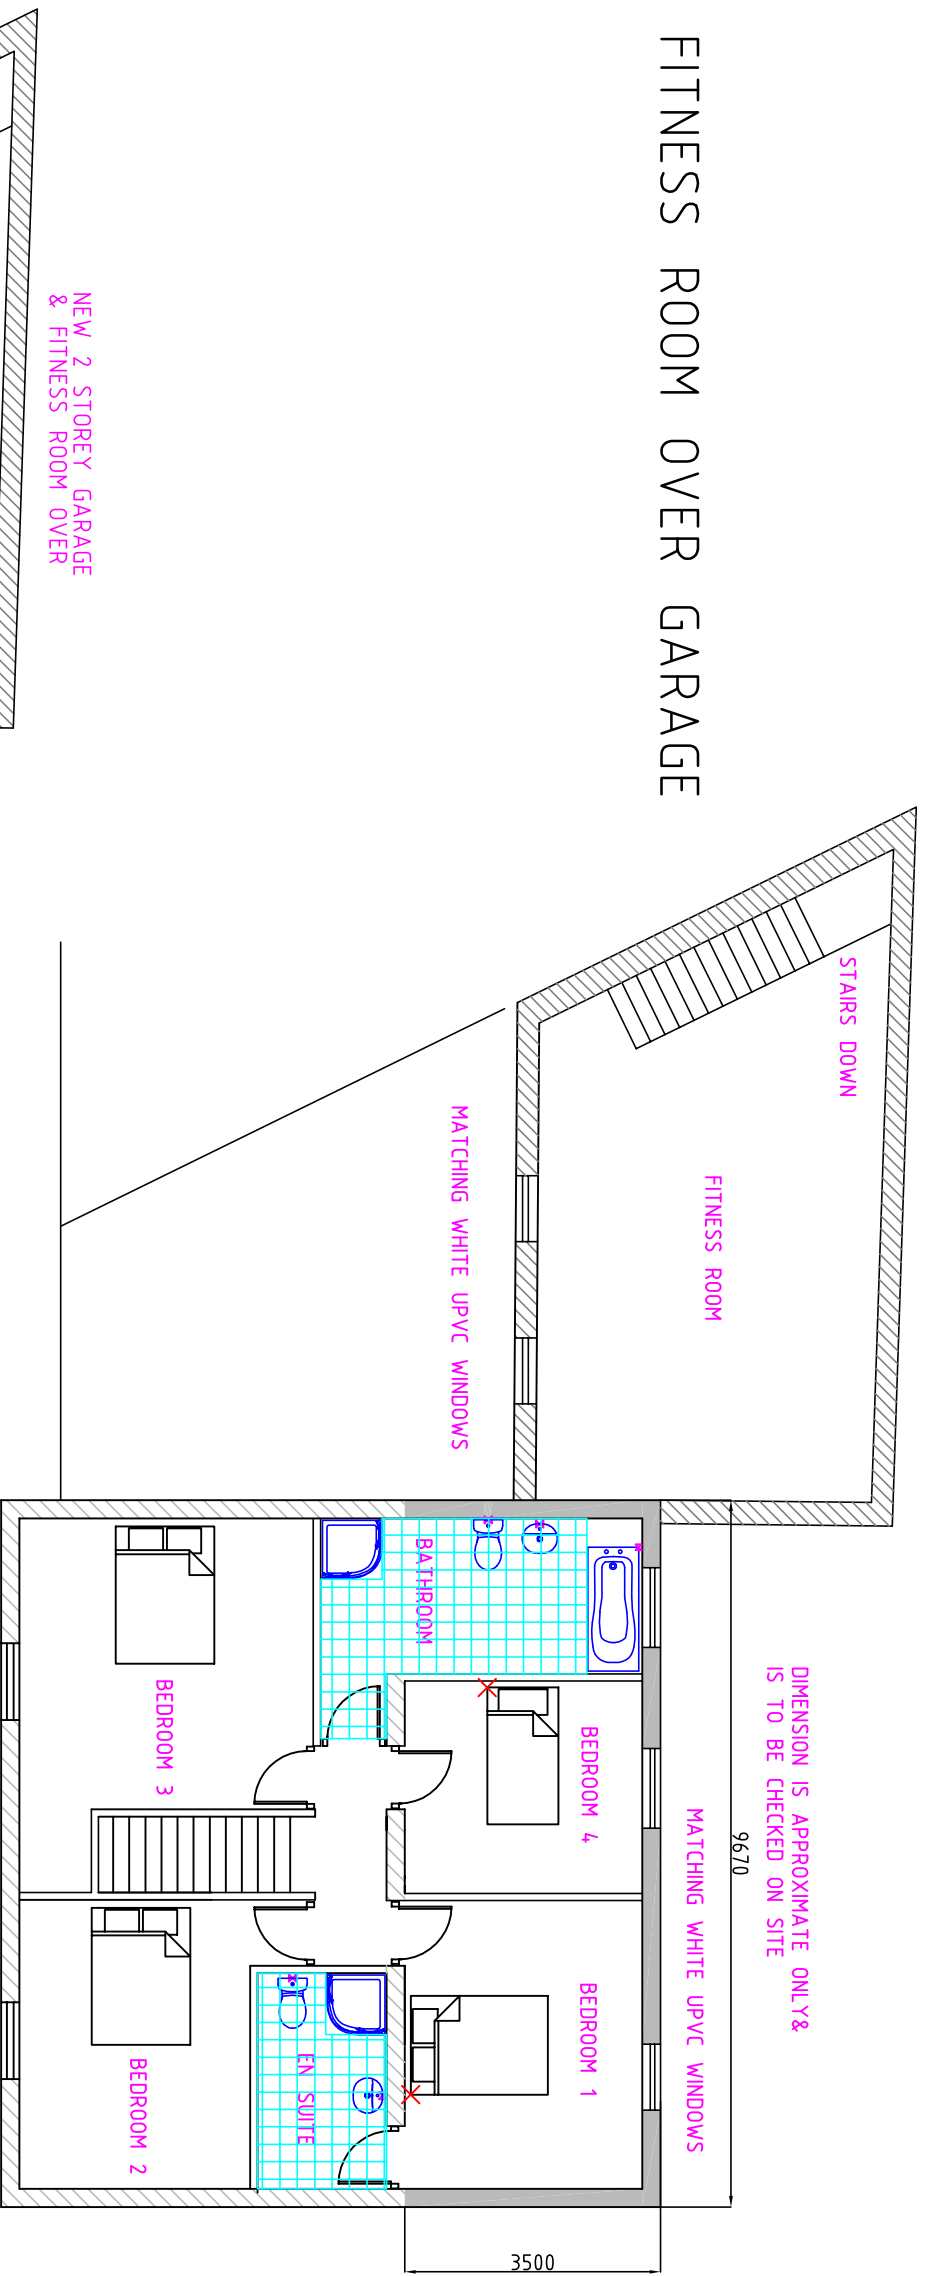 FITNESS ROOM OVER GARAGE
NEW 2 STOREY GARAGE
& FITNESS ROOM OVER
STAIRS DOWN
FITNESS ROOM
MATCHING WHITE UPVC WINDOWS
DIMENSION IS APPROXIMATE ONLY&
IS TO BE CHECKED ON SITE
9670
MATCHING WHITE UPVC WINDOWS
BATHROOM
BEDROOM 4
BEDROOM 3
BEDROOM 1
EN SUITE
BEDROOM 2
3500